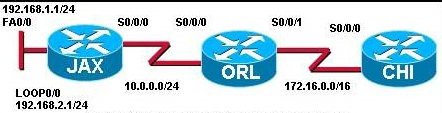 192.168.1.1/24
FA0/0
S0/0/0
S0/0/0
S0/0/1
S0/0/0
JAX
ORL
CHI
10.0.0.0/24
172.16.0.0/16
LOOP0/0
192.168.2.1/24